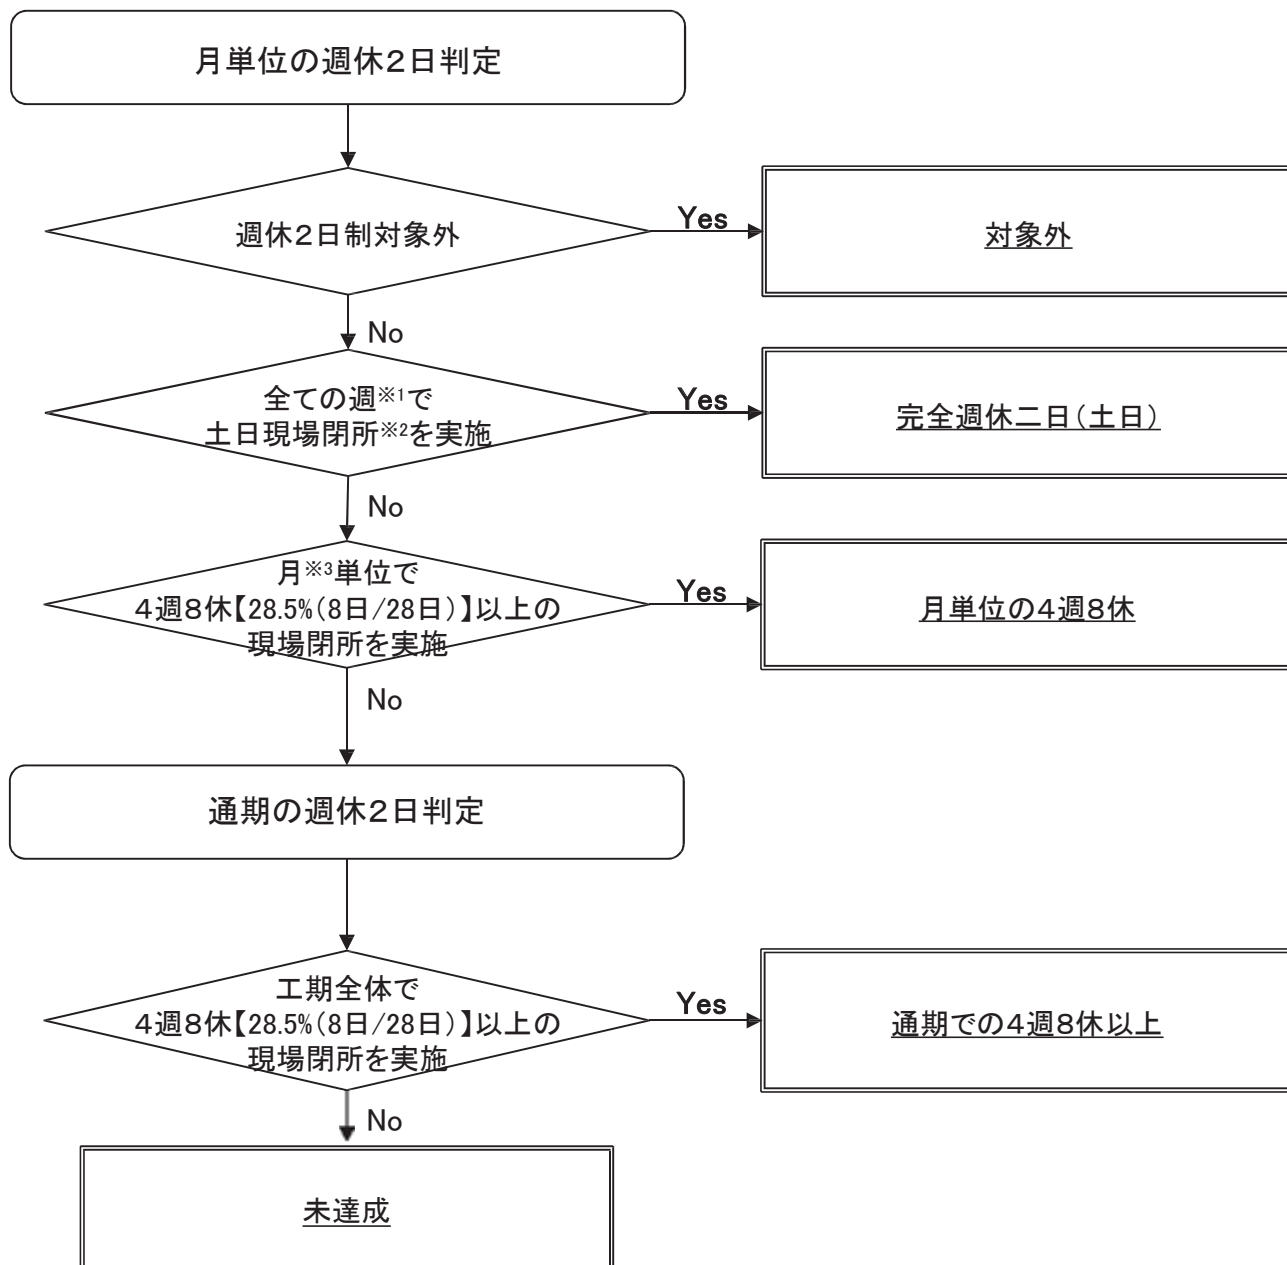 月単位の週休２日判定
週休２日制対象外
Yes
対象外
No
全ての週※1で
土日現場閉所※2を実施
Yes
完全週休二日（土日）
No
月※3単位で
４週８休【28.5%（8日/28日）】以上の
現場閉所を実施
Yes
月単位の４週８休
No
通期の週休２日判定
工期全体で
４週８休【28.5%（8日/28日）】以上の
現場閉所を実施
Yes
通期での４週８休以上
No
未達成